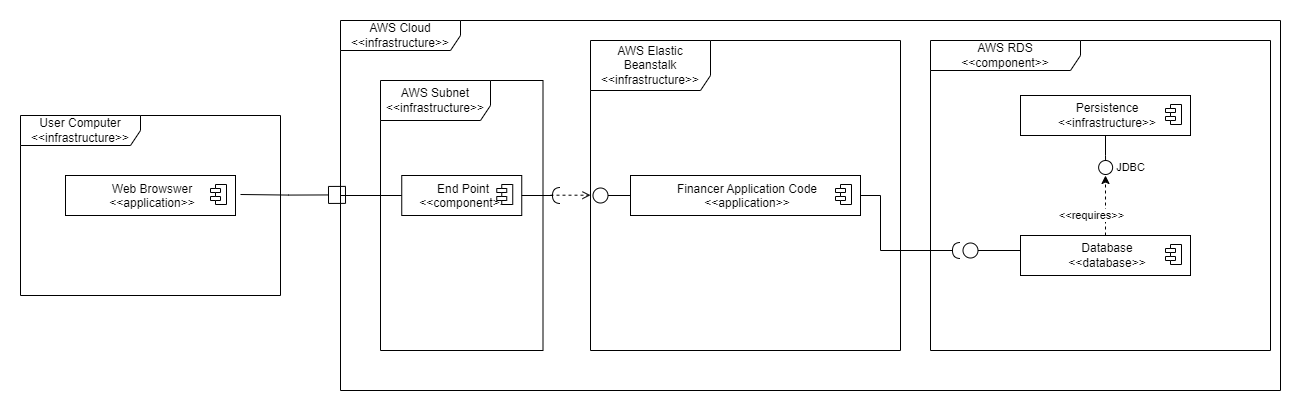 AWS Cloud
<<infrastructure>>
AWS Elastic
Beanstalk
<<infrastructure>>
AWS RDS
<<component>>
AWS Subnet
<<infrastructure>>
Persistence
<<infrastructure>>
User Computer
<<infrastructure>>
JDBC
Web Browswer
<<application>>
End Point
<<component>>
Financer Application Code
<<application>>
<<requires>>
Database
<<database>>